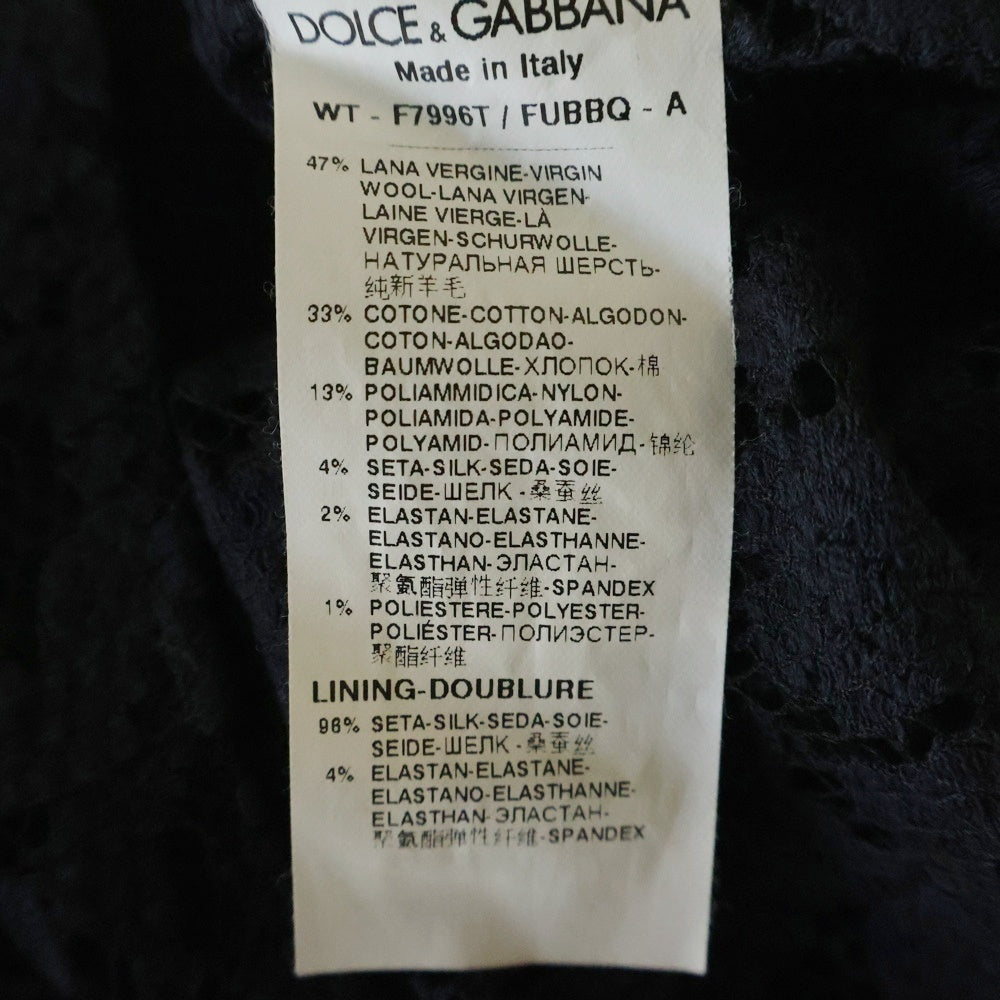 DOLCE & GABBANA
Made in Italy
WT - F7996T / FUBBQ - A
47% LANA VERGINE-VIRGIN
WOOL-LANA VIRGEN-
LAINE VIERGE-LÀ
VIRGEN-SCHURWOLLE-
НАТУРАЛЬНАЯ ШЕРСТЬ-
纯新羊毛
33% COTONE-COTTON-ALGODON-
COTON-ALGODAO-
BAUMWOLLE-ХЛОПОК-棉
13% POLIAMMIDICA-NYLON-
POLIAMIDA-POLYAMIDE-
POLYAMID-ПОЛИАМИД-锦纶
4% SETA-SILK-SEDA-SOIE-
SEIDE-ШЕЛК-桑蚕丝
2% ELASTAN-ELASTANE-
ELASTANO-ELASTHANNE-
ELASTHAN-ЭЛАСТАН-
聚氨酯弹性纤维-SPANDEX
1% POLIESTERE-POLYESTER-
POLIÉSTER-ПОЛИЭСТЕР-
聚酯纤维
LINING-DOUBLURE
96% SETA-SILK-SEDA-SOIE-
SEIDE-ШЕЛК-桑蚕丝
4% ELASTAN-ELASTANE-
ELASTANO-ELASTHANNE-
ELASTHAN-ЭЛАСТАН-
聚氨酯弹性纤维-SPANDEX